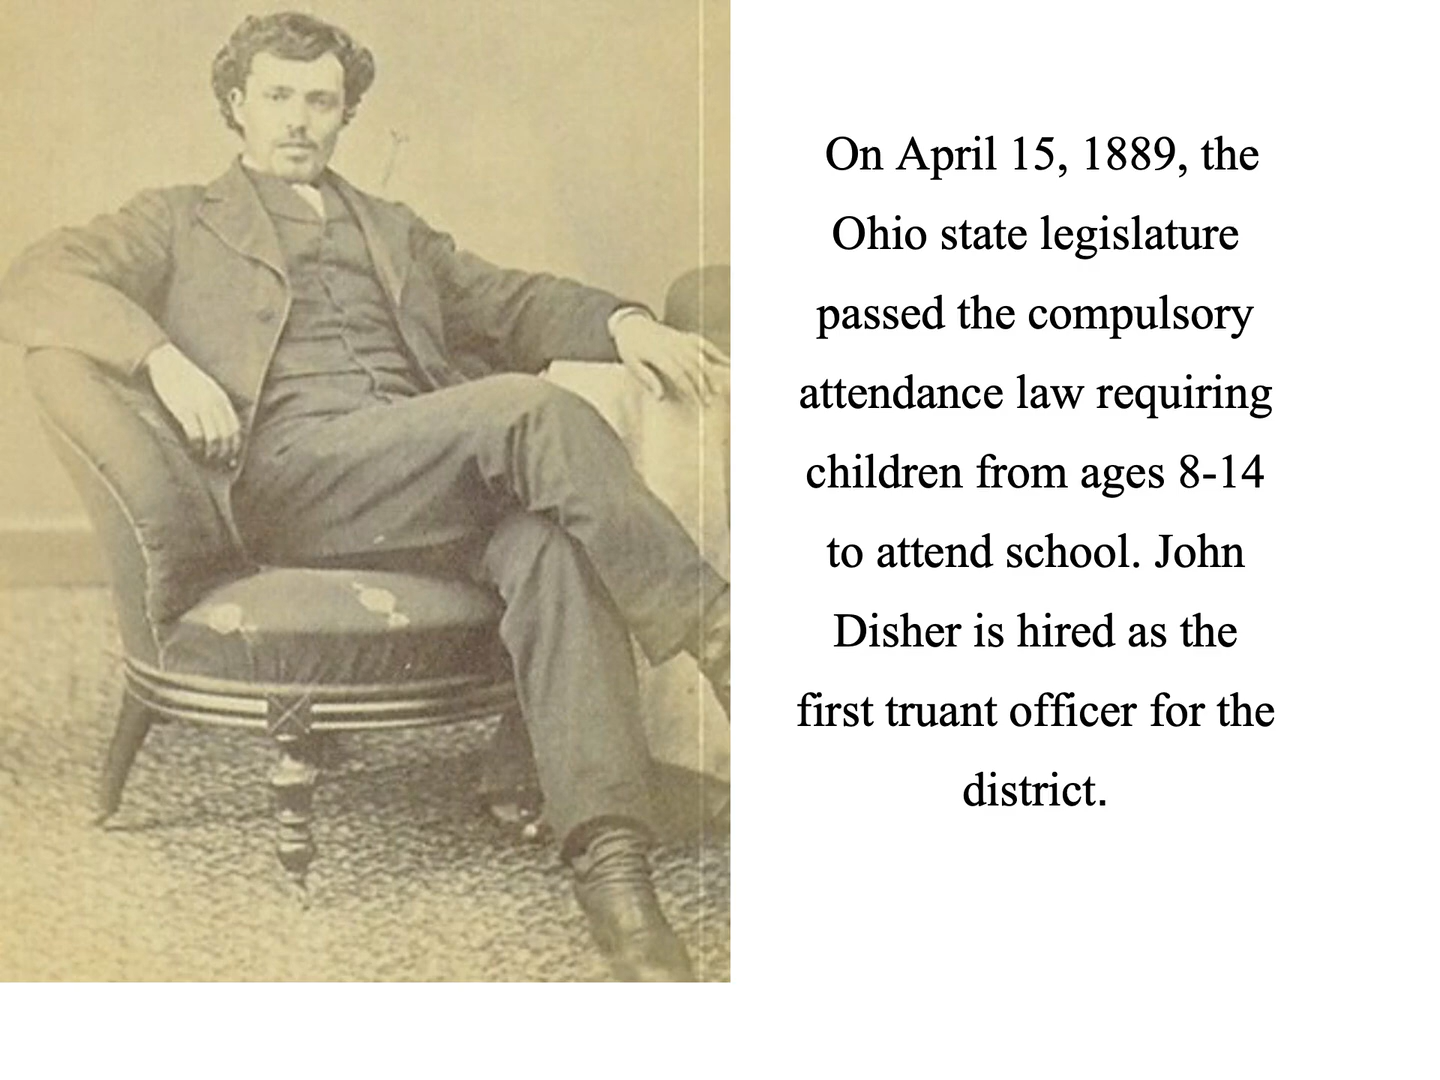 On April 15, 1889, the
Ohio state legislature
passed the compulsory
attendance law requiring
children from ages 8-14
to attend school. John
Disher is hired as the
first truant officer for the
district.